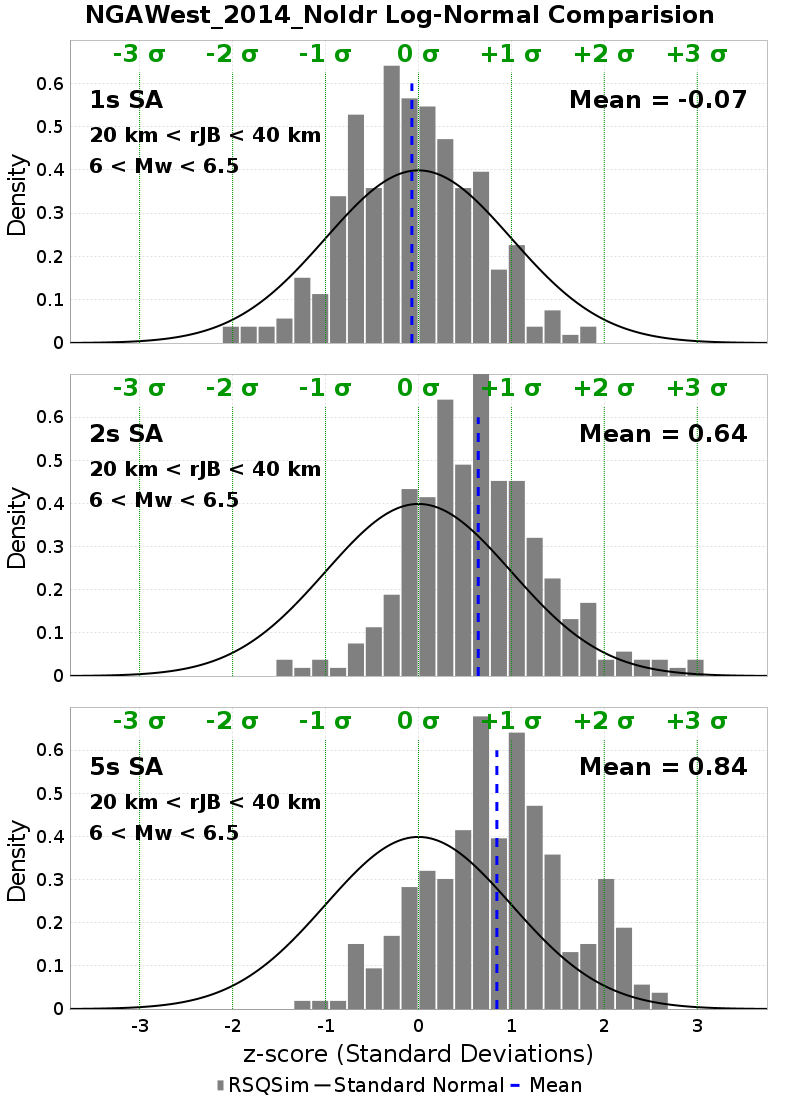 NGAWest_2014_NoIdr Log-Normal Comparision
-3 σ -2 σ -1 σ 0 σ +1 σ +2 σ +3 σ
1s SA
Mean = -0.07
20 km < rJB < 40 km
6 < Mw < 6.5
Density
0.6
0.5
0.4
0.3
0.2
0.1
0
-3 σ -2 σ -1 σ 0 σ +1 σ +2 σ +3 σ
2s SA
Mean = 0.64
20 km < rJB < 40 km
6 < Mw < 6.5
Density
0.6
0.5
0.4
0.3
0.2
0.1
0
-3 σ -2 σ -1 σ 0 σ +1 σ +2 σ +3 σ
5s SA
Mean = 0.84
20 km < rJB < 40 km
6 < Mw < 6.5
Density
0.6
0.5
0.4
0.3
0.2
0.1
0
-3 -2 -1 0 1 2 3
z-score (Standard Deviations)
RSQSim Standard Normal Mean